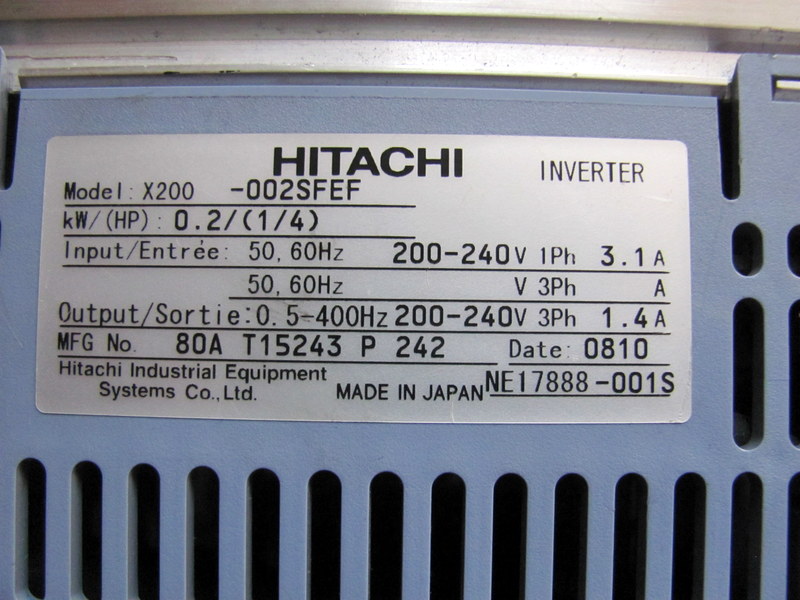 HITACHI INVERTER
Model: X200 -002SFEF
kW/(HP): 0.2/(1/4)
Input/Entrée: 50,60Hz 200-240V 1Ph 3.1A
50,60Hz V 3Ph A
Output/Sortie:0.5-400Hz 200-240V 3Ph 1.4A
MFG No. 80A T15243 P 242 Date: 0810
Hitachi Industrial Equipment
Systems Co., Ltd. MADE IN JAPAN NE17888-001S